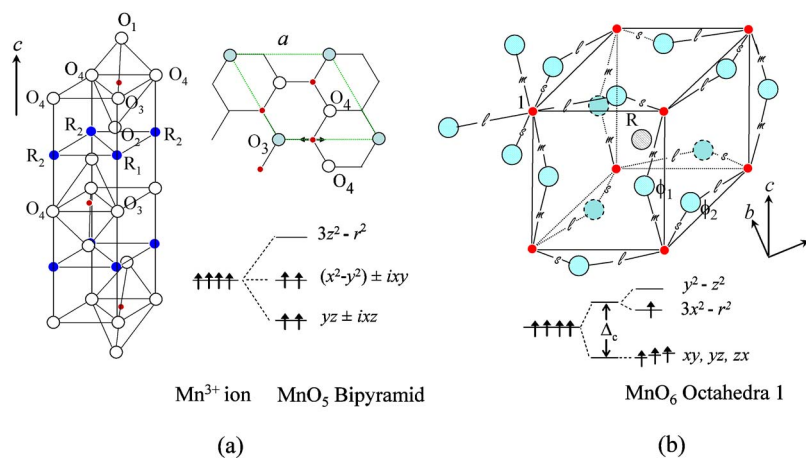 O₁
c
a
O₄
O₄
O₄
O₃
R₂
O₂
R₂
R₂
R₁
O₄
O₃
O₄
O₃
O₄
3z² - r²
(x²-y²) ± ixy
yz ± ixz
Mn³⁺ ion
MnO₅ Bipyramid
(a)
l
s
m
l
s
m
1
l
s
l
s
l
s
m
m
R
m
l
s
ϕ₁
ϕ₂
m
l
s
l
s
m
m
s
l
c
b
y² - z²
3x² - r²
Δc
xy, yz, zx
MnO₆ Octahedra 1
(b)